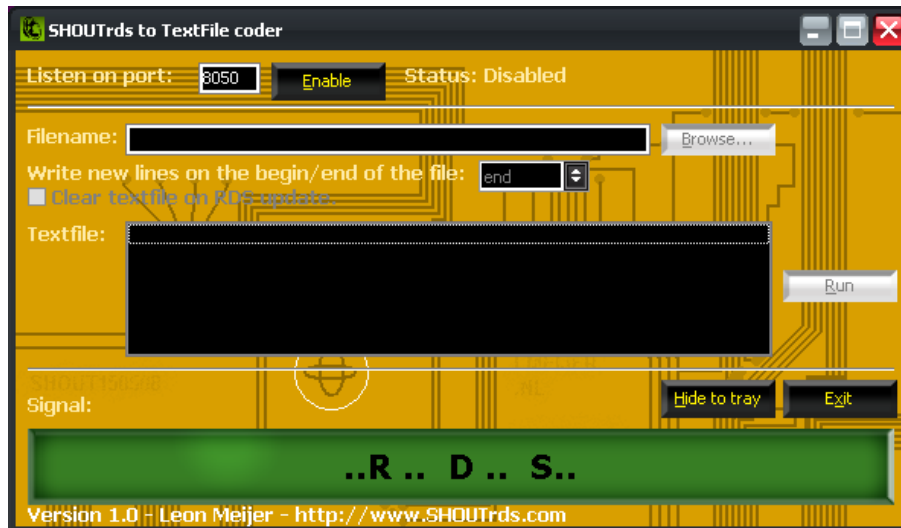 SHOUTrds to TextFile coder
Listen on port: 8050 Enable Status: Disabled
Filename: Browse...
Write new lines on the begin/end of the file: end
Clear textfile on RDS update.
Textfile:
Run
Signal: Hide to tray Exit
..R .. D .. S..
Version 1.0 - Leon Meijer - http://www.SHOUTrds.com